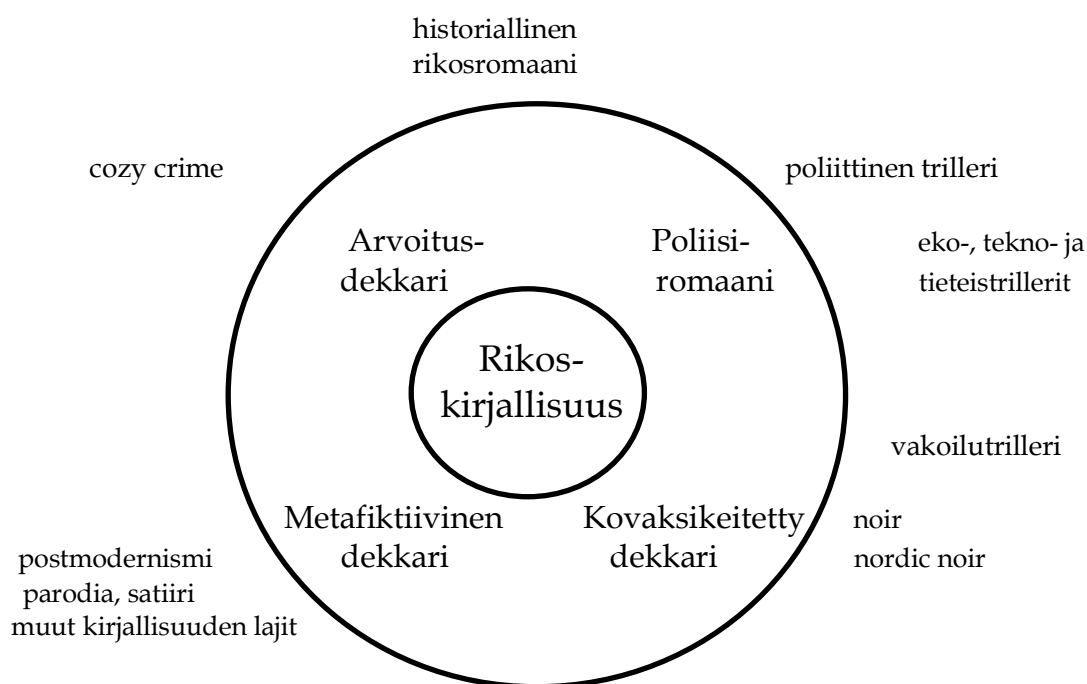 historiallinen
rikosromaani
cozy crime
poliittinen trilleri
Arvoitus-
dekkari
Poliisi-
romaani
eko-, tekno- ja
tieteistrillerit
Rikos-
kirjallisuus
vakoilutrilleri
Metafiktiivinen
dekkari
Kovaksikeitetty
dekkari
noir
nordic noir
postmodernismi
parodia, satiiri
muut kirjallisuuden lajit